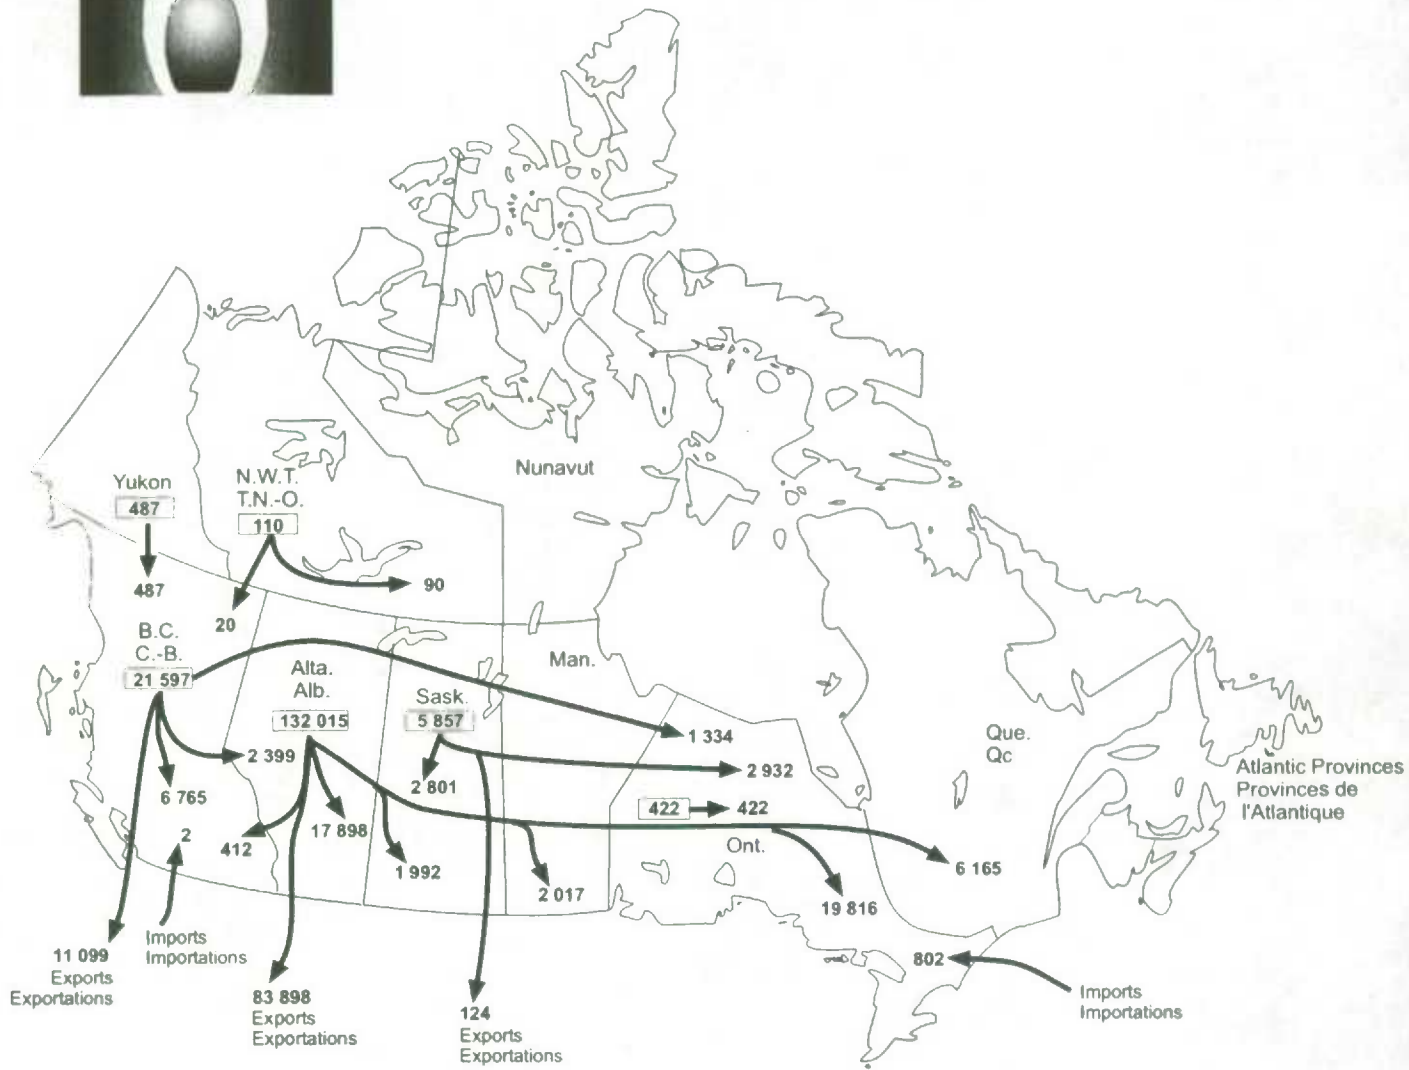 Nunavut
Yukon
487
487
N.W.T.
T.N.-O.
110
90
20
B.C.
C.-B.
21 597
Alta.
Alb.
132 015
Sask.
5 857
Man.
1 334
2 399
2 801
2 932
6 765
2
412
17 898
1 992
2 017
422
422
Ont.
Que.
Qc
Atlantic Provinces
Provinces de
l'Atlantique
6 165
19 816
802
Imports
Importations
11 099
Exports
Exportations
Imports
Importations
83 898
Exports
Exportations
124
Exports
Exportations